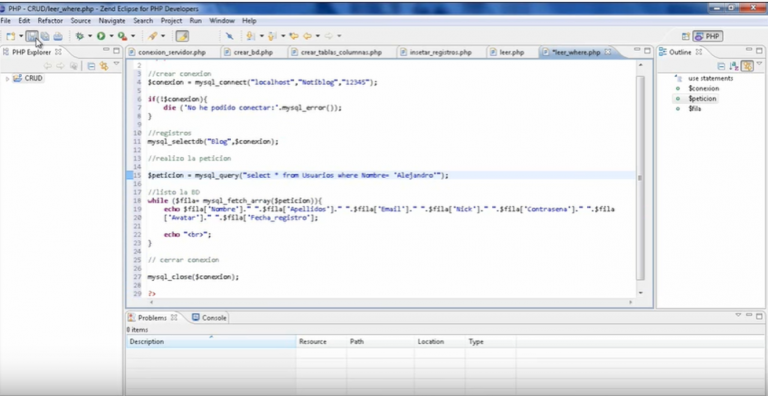 PHP - CRUD/leer_where.php - Zend Eclipse for PHP Developers
File Edit Refactor Source Navigate Search Project Run Window Help
PHP
PHP Explorer
CRUD
conexion_servidor.php crear_bd.php crear_tablas_columnas.php insetar_registros.php leer.php *leer_where.php
2
3 //crear conexion
4 $conexion = mysql_connect("localhost","Notiblog","12345");
5
6 if(!$conexion){
7 die ('No he podido conectar:'.mysql_error());
8 }
9
10 //registros
11 mysql_selectdb("Blog",$conexion);
12
13 //realizo la peticion
14
15 $peticion = mysql_query("select * from Usuarios where Nombre= 'Alejandro'");
16
17 //listo la BD
18 while ($fila= mysql_fetch_array($peticion)){
19 echo $fila['Nombre']." ".$fila['Apellidos']." ".$fila['Email']." ".$fila['Nick']." ".$fila['Contrasena']." ".$fila
20 ['Avatar']." ".$fila['Fecha_registro'];
21
22 echo "<br>";
23 }
24
25 // cerrar conexion
26
27 mysql_close($conexion);
28
29 ?>
Outline
use statements
$conexion
$peticion
$fila
Problems Console
0 items
Description Resource Path Location Type